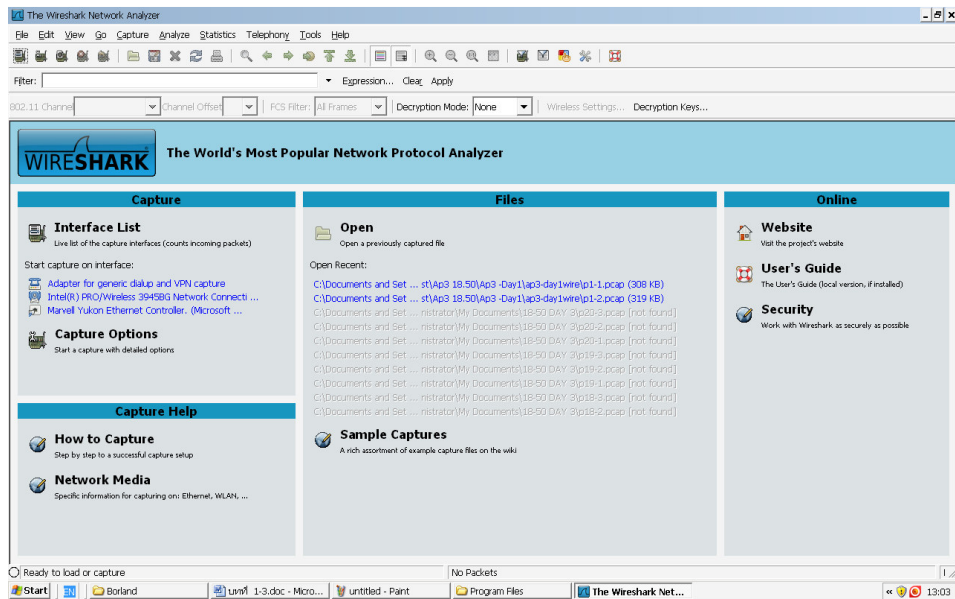 The Wireshark Network Analyzer
File Edit View Go Capture Analyze Statistics Telephony Tools Help
Filter: Expression... Clear Apply
802.11 Channel Channel Offset FCS Filter: All Frames Decryption Mode: None Wireless Settings... Decryption Keys...
WIRESHARK The World's Most Popular Network Protocol Analyzer
Capture
Interface List
Live list of the capture interfaces (counts incoming packets)
Start capture on interface:
Adapter for generic dialup and VPN capture
Intel(R) PRO/Wireless 3945BG Network Connecti ...
Marvell Yukon Ethernet Controller. (Microsoft ...
Capture Options
Start a capture with detailed options
Capture Help
How to Capture
Step by step to a successful capture setup
Network Media
Specific information for capturing on: Ethernet, WLAN, ...
Files
Open
Open a previously captured file
Open Recent:
C:\Documents and Set ... st\Ap3 18.50\Ap3 -Day1\ap3-day1wire\p1-1.pcap (308 KB)
C:\Documents and Set ... st\Ap3 18.50\Ap3 -Day1\ap3-day1wire\p1-2.pcap (319 KB)
C:\Documents and Set ... nistrator\My Documents\18-50 DAY 3\p20-3.pcap [not found]
C:\Documents and Set ... nistrator\My Documents\18-50 DAY 3\p20-2.pcap [not found]
C:\Documents and Set ... nistrator\My Documents\18-50 DAY 3\p20-1.pcap [not found]
C:\Documents and Set ... nistrator\My Documents\18-50 DAY 3\p19-3.pcap [not found]
C:\Documents and Set ... nistrator\My Documents\18-50 DAY 3\p19-2.pcap [not found]
C:\Documents and Set ... nistrator\My Documents\18-50 DAY 3\p19-1.pcap [not found]
C:\Documents and Set ... nistrator\My Documents\18-50 DAY 3\p18-3.pcap [not found]
C:\Documents and Set ... nistrator\My Documents\18-50 DAY 3\p18-2.pcap [not found]
Sample Captures
A rich assortment of example capture files on the wiki
Online
Website
Visit the project's website
User's Guide
The User's Guide (local version, if installed)
Security
Work with Wireshark as securely as possible
Ready to load or capture No Packets
Start EN Borland บทที่ 1-3.doc - Micro... untitled - Paint Program Files The Wireshark Net... 13:03